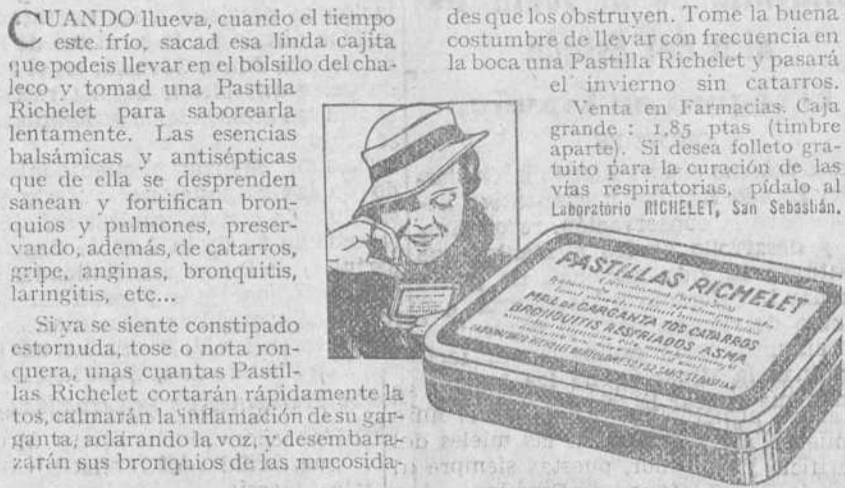 CUANDO llueva, cuando el tiempo
este frío, sacad esa linda cajita
que podeis llevar en el bolsillo del cha-
leco y tomad una Pastilla
Richelet para saborearla
lentamente. Las esencias
balsámicas y antisépticas
que de ella se desprenden
sanean y fortifican bron-
quios y pulmones, preser-
vando, además, de catarros,
gripe, anginas, bronquitis,
laringitis, etc...
Si ya se siente constipado
estornuda, tose o nota ron-
quera, unas cuantas Pastil-
las Richelet cortarán rápidamente la
tos, calmarán la inflamación de su gar-
ganta, aclarando la voz, y desembara-
zarán sus bronquios de las mucosida-
des que los obstruyen. Tome la buena
costumbre de llevar con frecuencia en
la boca una Pastilla Richelet y pasará
el invierno sin catarros.
Venta en Farmacias. Caja
grande : 1,85 ptas (timbre
aparte). Si desea folleto gra-
tuito para la curación de las
vías respiratorias, pídalo al
Laboratorio RICHELET, San Sebastián.
PASTILLAS RICHELET
MAL DE GARGANTA TOS CATARROS
BRONQUITIS RESFRIADOS ASMA